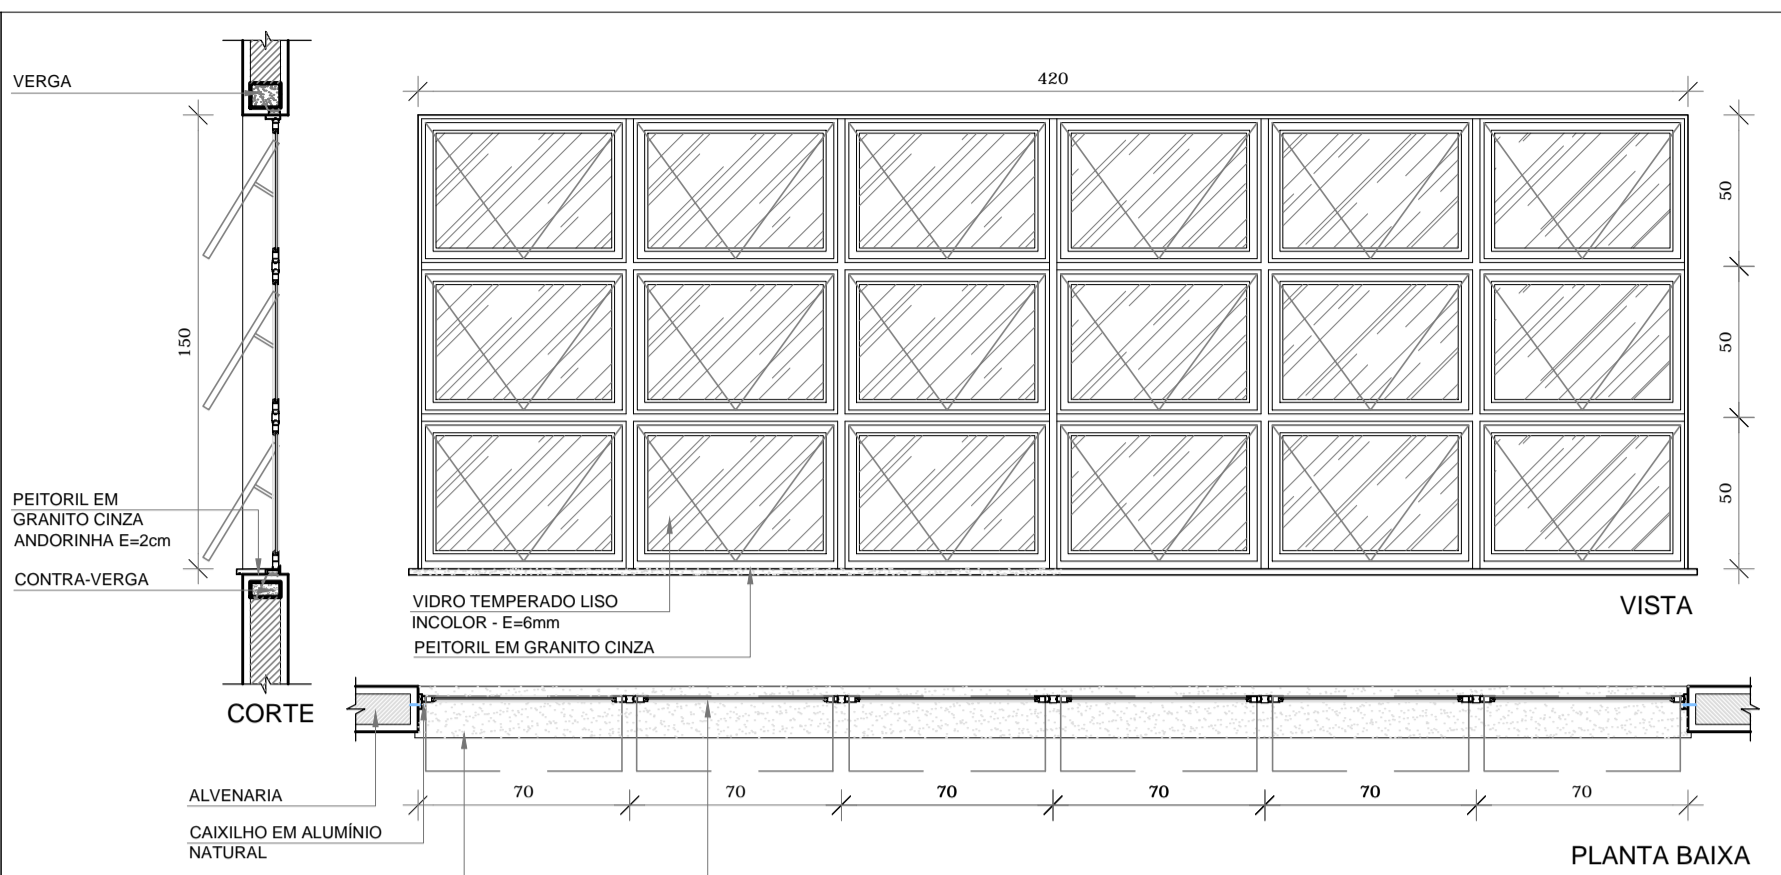 VERGA
420
150
50
50
50
PEITORIL EM
GRANITO CINZA
ANDORINHA E=2cm
CONTRA-VERGA
VIDRO TEMPERADO LISO
INCOLOR - E=6mm
PEITORIL EM GRANITO CINZA
VISTA
CORTE
ALVENARIA
CAIXILHO EM ALUMÍNIO
NATURAL
70 70 70 70 70 70
PLANTA BAIXA